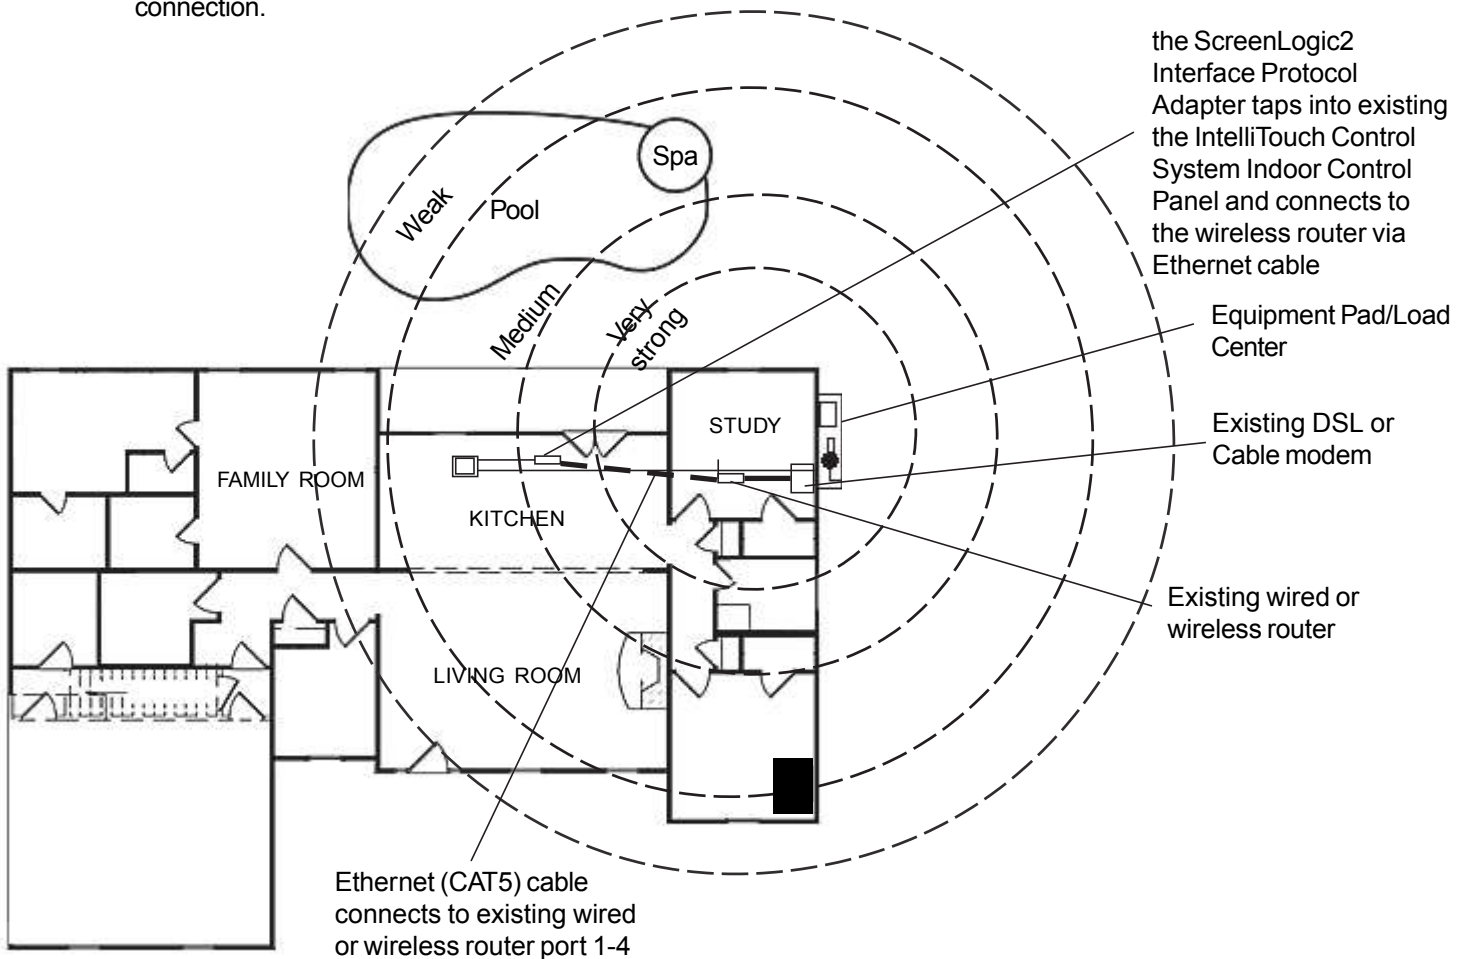 connection.
the ScreenLogic2
Interface Protocol
Adapter taps into existing
the IntelliTouch Control
System Indoor Control
Panel and connects to
the wireless router via
Ethernet cable
Spa
Pool
Weak
Medium
Very
strong
Equipment Pad/Load
Center
STUDY
Existing DSL or
Cable modem
FAMILY ROOM
KITCHEN
Existing wired or
wireless router
LIVING ROOM
Ethernet (CAT5) cable
connects to existing wired
or wireless router port 1-4